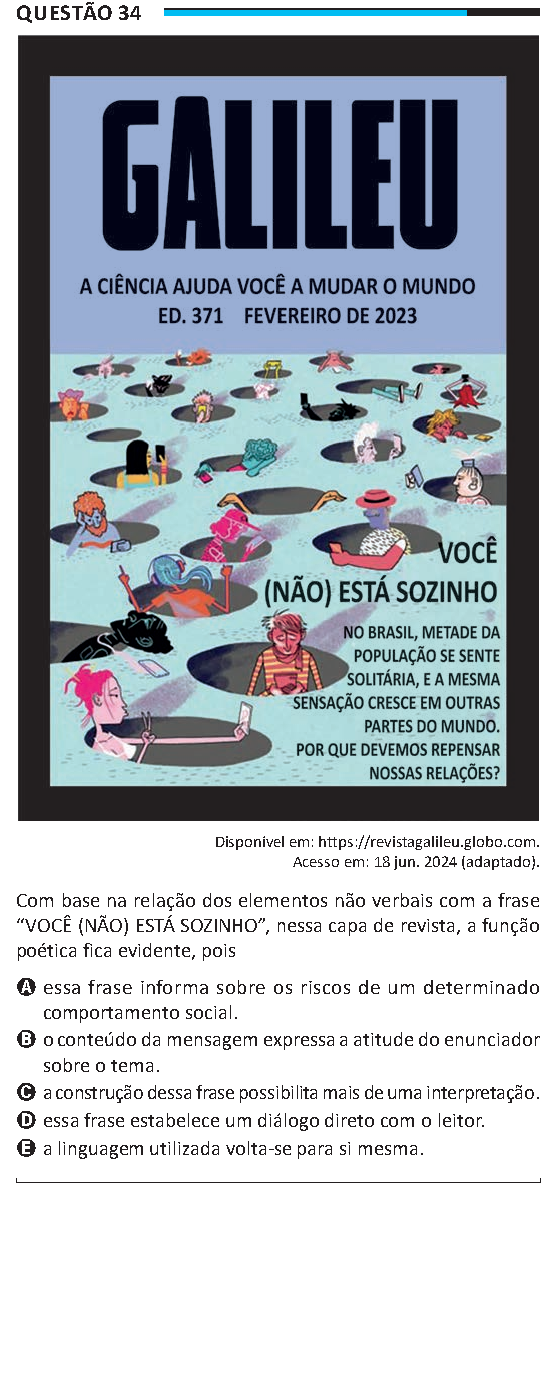 QUESTÃO 34
GALILEU
A CIÊNCIA AJUDA VOCÊ A MUDAR O MUNDO
ED. 371 FEVEREIRO DE 2023
VOCÊ
(NÃO) ESTÁ SOZINHO
NO BRASIL, METADE DA
POPULAÇÃO SE SENTE
SOLITÁRIA, E A MESMA
SENSAÇÃO CRESCE EM OUTRAS
PARTES DO MUNDO.
POR QUE DEVEMOS REPENSAR
NOSSAS RELAÇÕES?
Disponível em: https://revistagalileu.globo.com.
Acesso em: 18 jun. 2024 (adaptado).
Com base na relação dos elementos não verbais com a frase
“VOCÊ (NÃO) ESTÁ SOZINHO”, nessa capa de revista, a função
poética fica evidente, pois
A essa frase informa sobre os riscos de um determinado
comportamento social.
B o conteúdo da mensagem expressa a atitude do enunciador
sobre o tema.
C a construção dessa frase possibilita mais de uma interpretação.
D essa frase estabelece um diálogo direto com o leitor.
E a linguagem utilizada volta-se para si mesma.